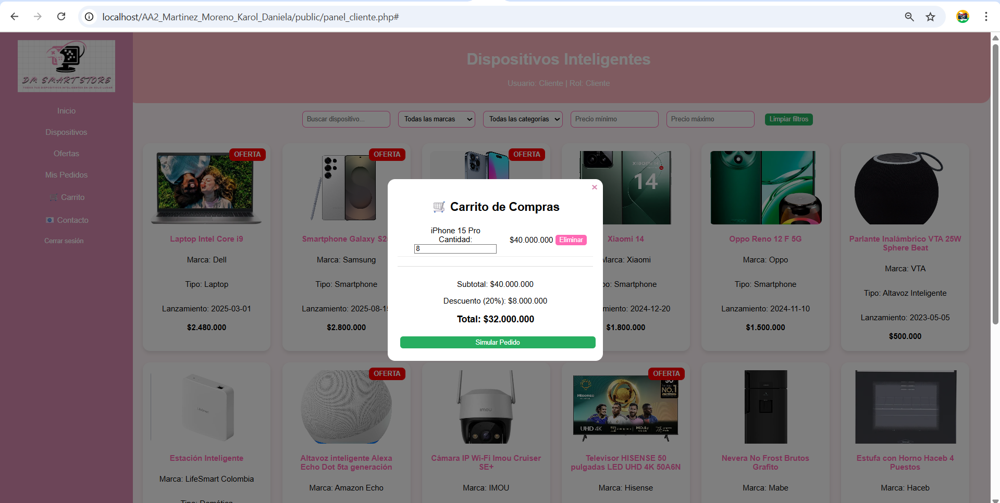 localhost/AA2_Martinez_Moreno_Karol_Daniela/public/panel_cliente.php#
DM SMART STORE
TODOS TUS DISPOSITIVOS INTELIGENTES EN UN SOLO LUGAR
Inicio
Dispositivos
Ofertas
Mis Pedidos
🛒 Carrito
📧 Contacto
Cerrar sesión
Dispositivos Inteligentes
Usuario: Cliente | Rol: Cliente
Buscar dispositivo...
Todas las marcas
Todas las categorías
Precio mínimo
Precio máximo
Limpiar filtros
OFERTA
Laptop Intel Core i9
Marca: Dell
Tipo: Laptop
Lanzamiento: 2025-03-01
$2.480.000
OFERTA
Smartphone Galaxy S2
Marca: Samsung
Tipo: Smartphone
Lanzamiento: 2025-08-15
$2.800.000
OFERTA
×
🛒 Carrito de Compras
iPhone 15 Pro
Cantidad:
8
$40.000.000
Eliminar
Subtotal: $40.000.000
Descuento (20%): $8.000.000
Total: $32.000.000
Simular Pedido
xiaomi 14
14
Xiaomi 14
Marca: Xiaomi
po: Smartphone
miento: 2024-12-20
$1.800.000
Oppo Reno 12 F 5G
Marca: Oppo
Tipo: Smartphone
Lanzamiento: 2024-11-10
$1.500.000
Parlante Inalámbrico VTA 25W
Sphere Beat
Marca: VTA
Tipo: Altavoz Inteligente
Lanzamiento: 2023-05-05
$500.000
Estación Inteligente
Marca: LifeSmart Colombia
Tipo: Domótica
OFERTA
Altavoz inteligente Alexa
Echo Dot 5ta generación
Marca: Amazon Echo
imou
Cámara IP Wi-Fi Imou Cruiser
SE+
Marca: IMOU
OFERTA
Hisense
50
NO.1
UHD 4K
Dolby
VISION
Televisor HISENSE 50
pulgadas LED UHD 4K 50A6N
Marca: Hisense
Nevera No Frost Brutos
Grafito
Marca: Mabe
Estufa con Horno Haceb 4
Puestos
Marca: Haceb